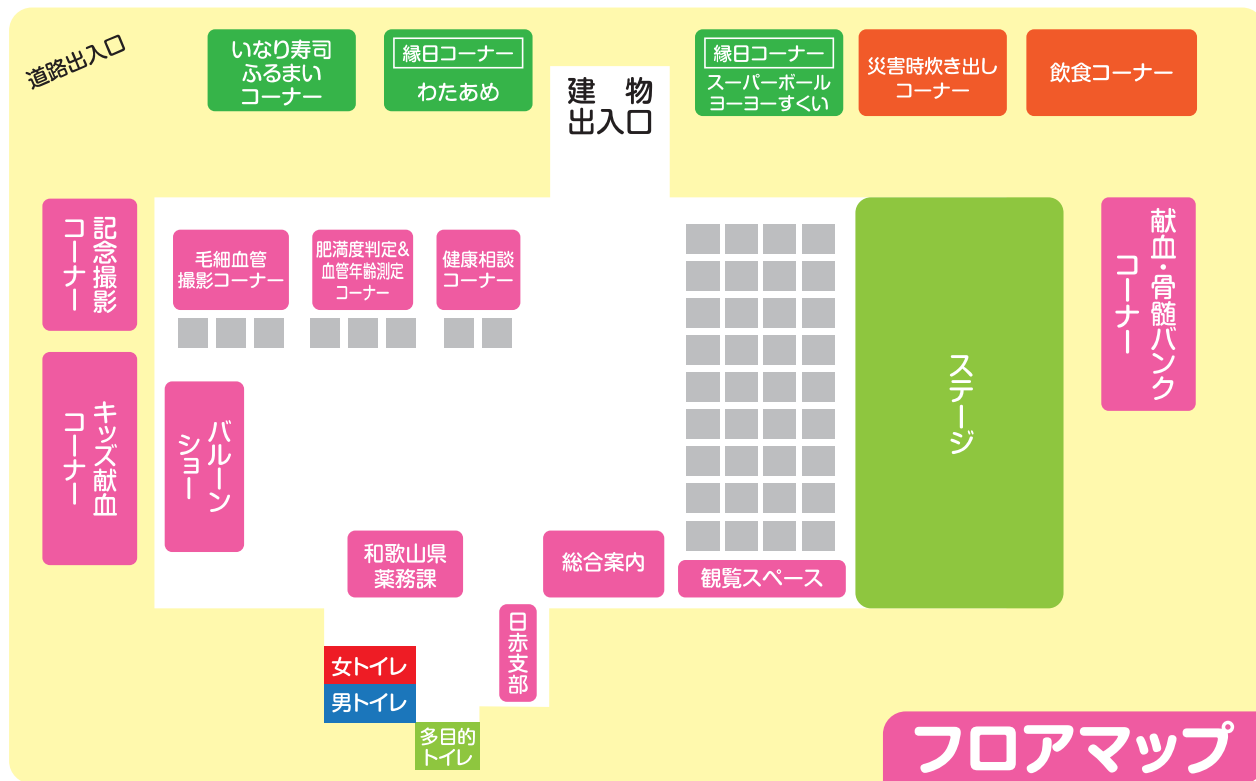 道路出入口
いなり寿司
ふるまい
コーナー
縁日コーナー
わたあめ
建 物
出入口
縁日コーナー
スーパーボール
ヨーヨーすくい
災害時炊き出し
コーナー
飲食コーナー
記念撮影
コーナー
毛細血管
撮影コーナー
肥満度判定&
血管年齢測定
コーナー
健康相談
コーナー
献血・骨髄バンク
コーナー
ステージ
キッズ献血
コーナー
バルーン
ショー
和歌山県
薬務課
総合案内
観覧スペース
日赤支部
女トイレ
男トイレ
多目的
トイレ
フロアマップ